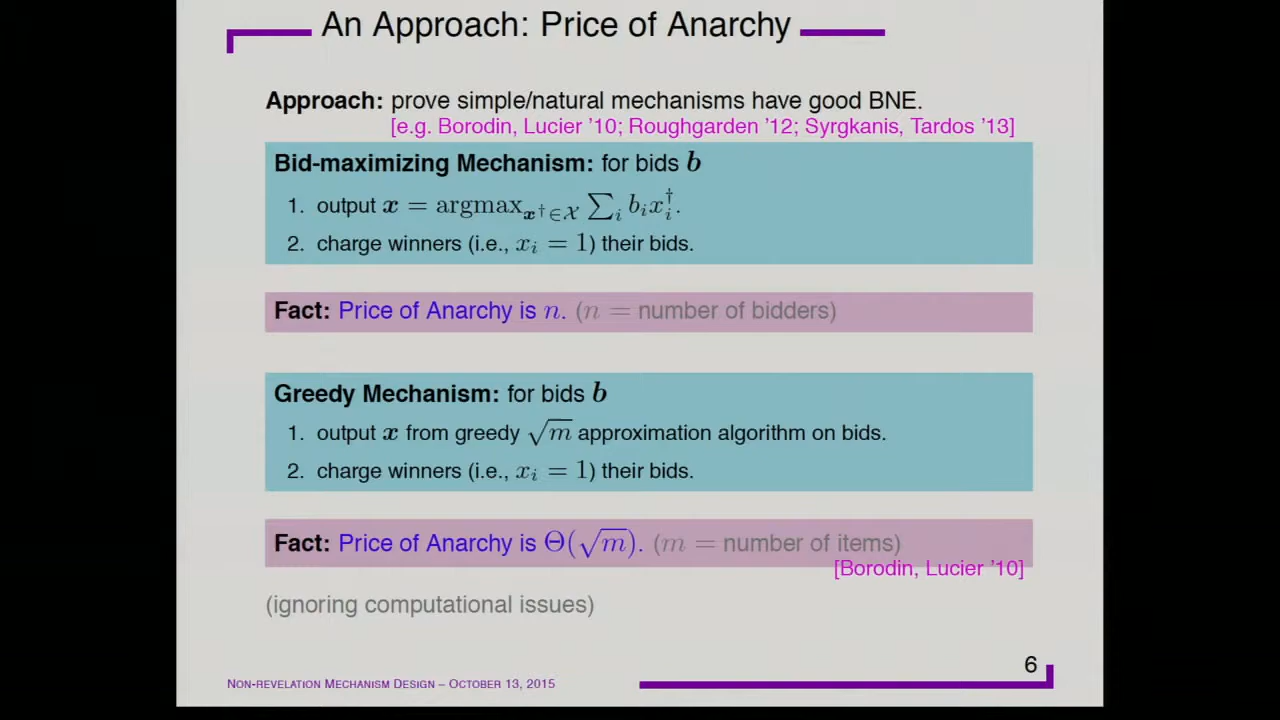 An Approach: Price of Anarchy
Approach: prove simple/natural mechanisms have good BNE.
[e.g. Borodin, Lucier ’10; Roughgarden ’12; Syrgkanis, Tardos ’13]
Bid-maximizing Mechanism: for bids b
1. output x = argmax_{x†∈𝒳} ∑_i b_i x_i^†.
2. charge winners (i.e., x_i = 1) their bids.
Fact: Price of Anarchy is n. (n = number of bidders)
Greedy Mechanism: for bids b
1. output x from greedy √m approximation algorithm on bids.
2. charge winners (i.e., x_i = 1) their bids.
Fact: Price of Anarchy is Θ(√m). (m = number of items)
[Borodin, Lucier ’10]
(ignoring computational issues)
6
NON-REVELATION MECHANISM DESIGN – OCTOBER 13, 2015